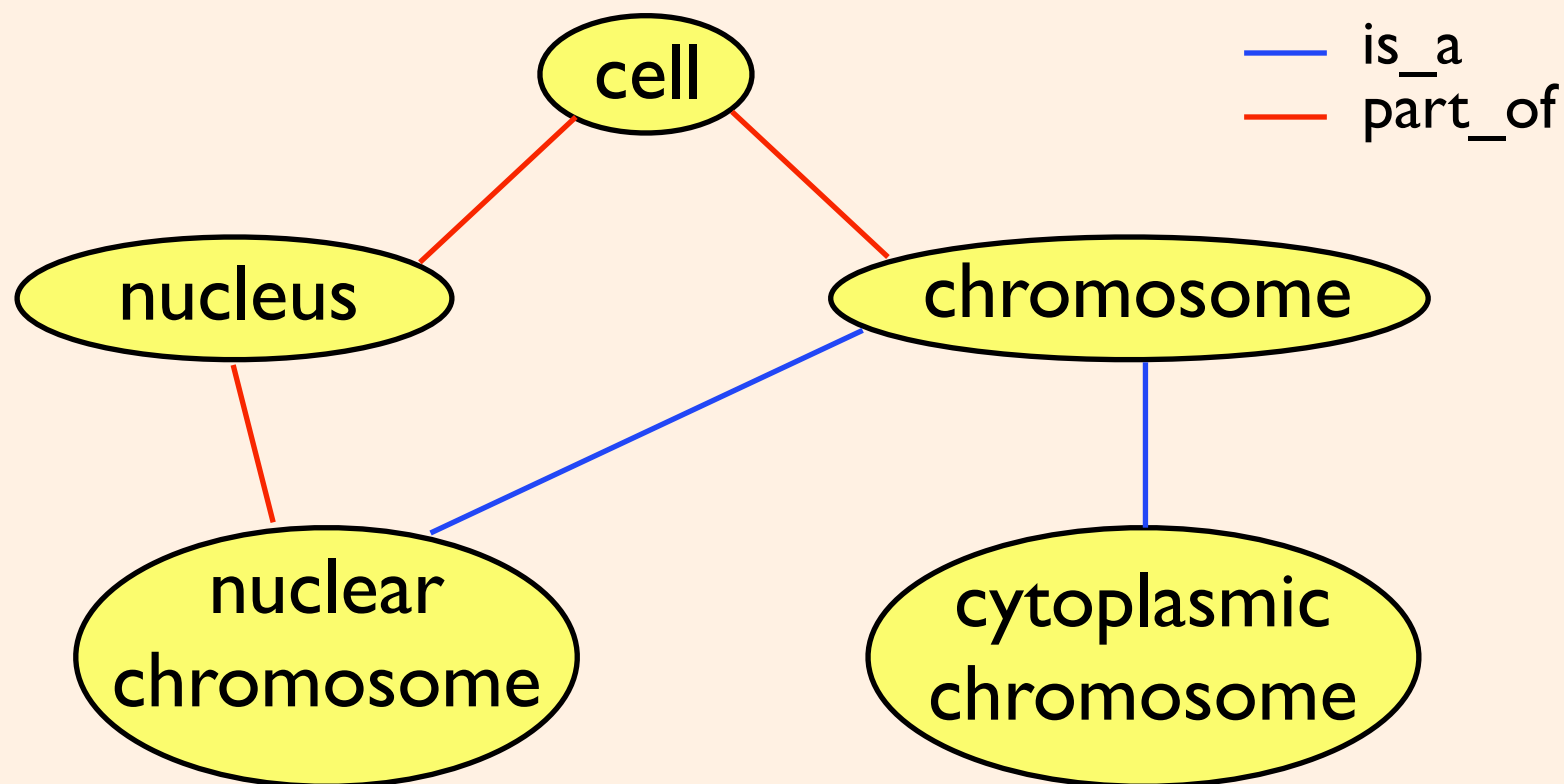 cell
is_a
part_of
nucleus
chromosome
nuclear
chromosome
cytoplasmic
chromosome